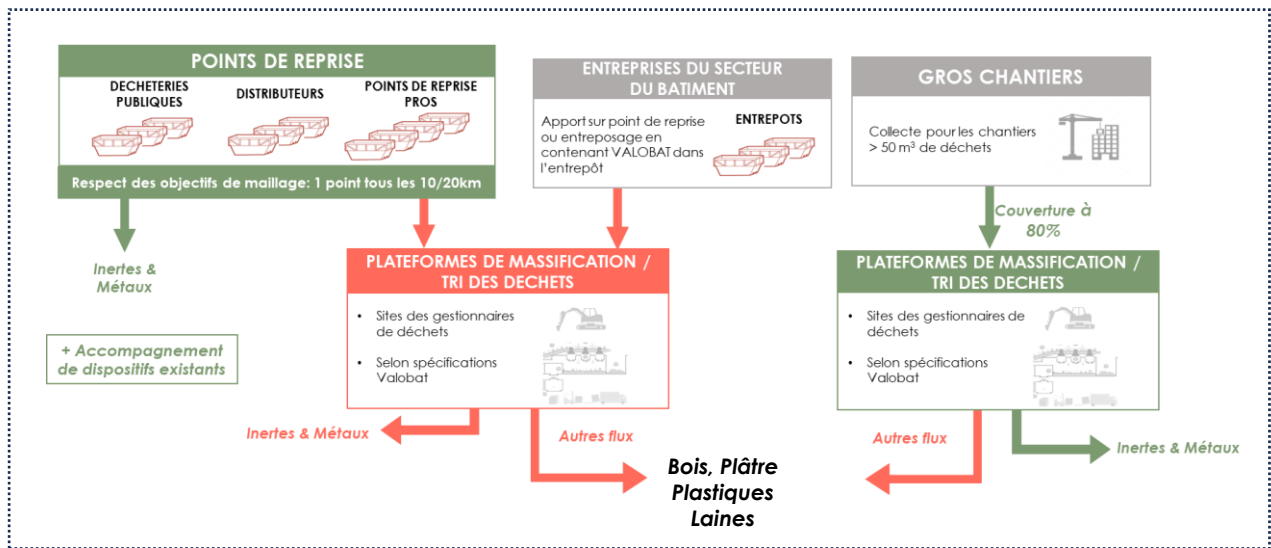 POINTS DE REPRISE
DECHETERIES
PUBLIQUES
DISTRIBUTEURS
POINTS DE REPRISE
PROS
Respect des objectifs de maillage: 1 point tous les 10/20km
ENTREPRISES DU SECTEUR
DU BATIMENT
Apport sur point de reprise
ou entreposage en
contenant VALOBAT dans
l'entrepôt
ENTREPOTS
GROS CHANTIERS
Collecte pour les chantiers
> 50 m³ de déchets
Couverture à
80%
Inertes &
Métaux
+ Accompagnement
de dispositifs existants
PLATEFORMES DE MASSIFICATION /
TRI DES DECHETS
• Sites des gestionnaires
de déchets
• Selon spécifications
Valobat
PLATEFORMES DE MASSIFICATION /
TRI DES DECHETS
• Sites des gestionnaires de
déchets
• Selon spécifications
Valobat
Inertes & Métaux
Autres flux
Autres flux
Inertes & Métaux
Bois, Plâtre
Plastiques
Laines